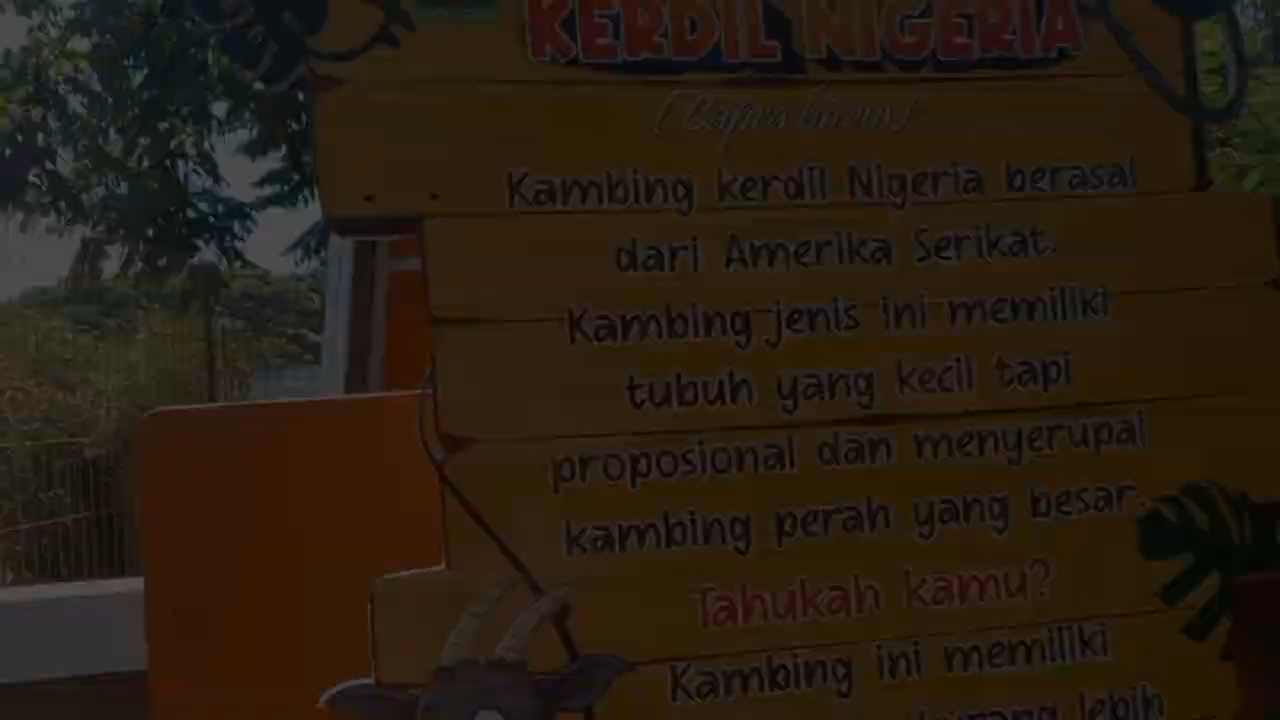 KERDIL NIGERIA
Kambing kerdil Nigeria berasal
dari Amerika Serikat.
Kambing jenis ini memiliki
tubuh yang kecil tapi
proposional dan menyerupai
kambing perah yang besar.
Tahukah kamu?
Kambing ini memiliki
lebih